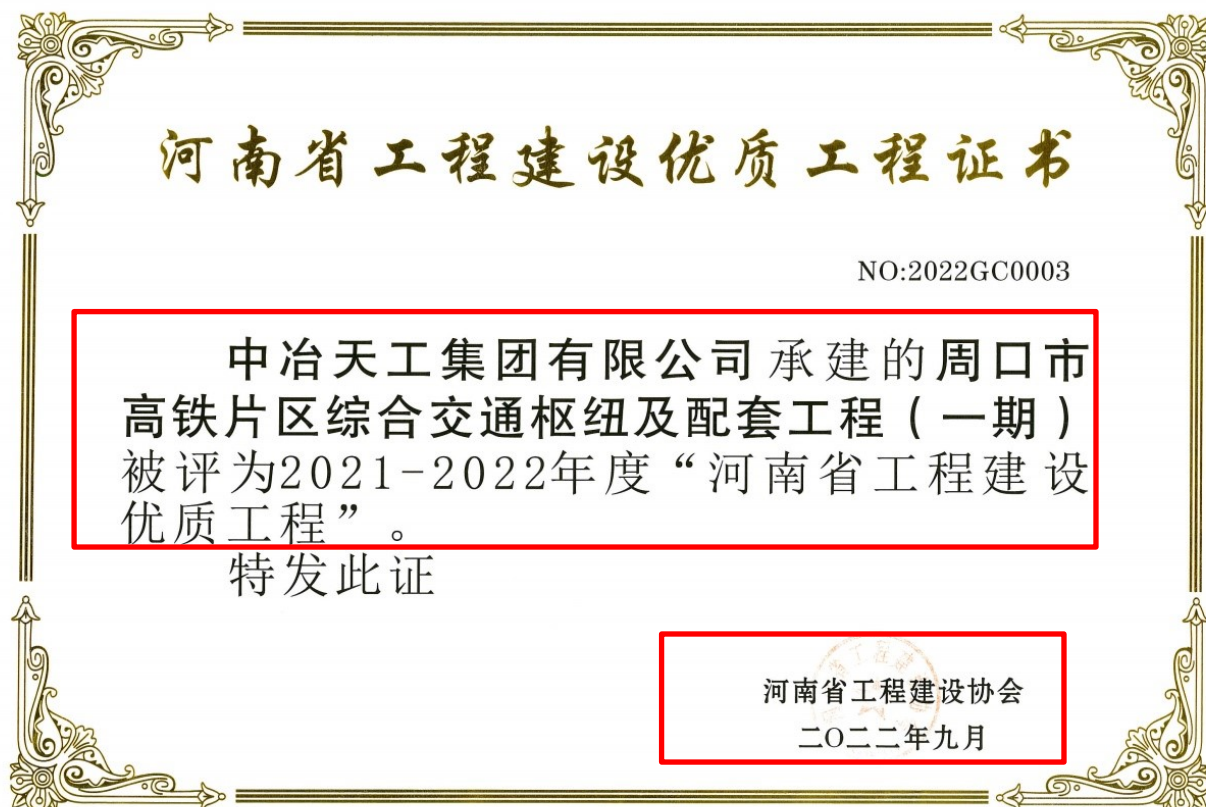 河南省工程建设优质工程证书
NO:2022GC0003
中冶天工集团有限公司承建的周口市
高铁片区综合交通枢纽及配套工程（一期）
被评为2021-2022年度“河南省工程建设
优质工程”。
特发此证
河南省工程建设协会
二〇二二年九月